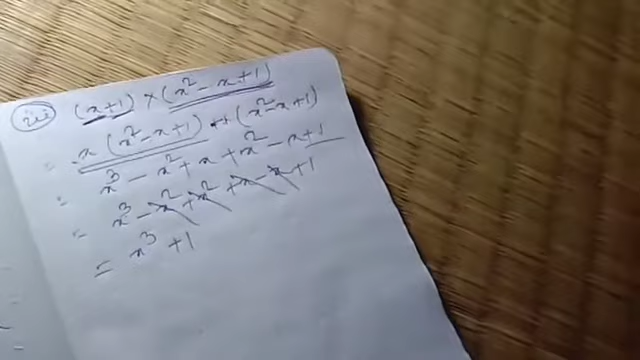 (iii) (x+1) × (x² - x+1)
= x (x² - x+1) + 1 (x² - x+1)
= x³ - x² + x + x² - x + 1
= x³ - x² + x² + x - x + 1
= x³ + 1